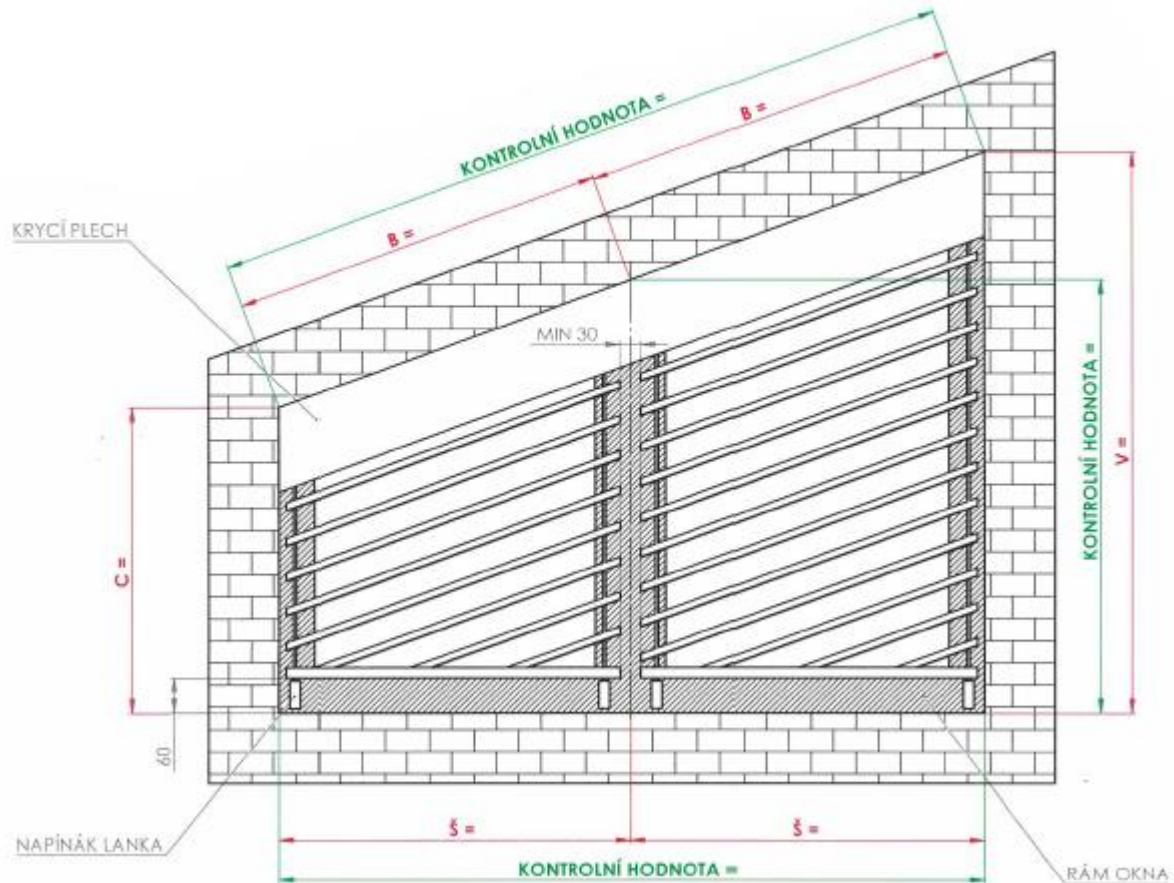 KONTROLNÍ HODNOTA =
B =
B =
KRYCÍ PLECH
MIN 30
KONTROLNÍ HODNOTA =
V =
C =
60
Š =
Š =
NAPÍNÁK LANKA
KONTROLNÍ HODNOTA =
RÁM OKNA